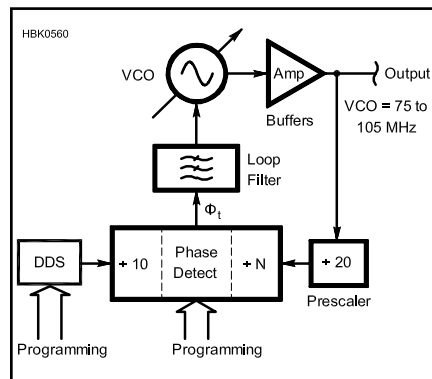 HBK0560
VCO
Amp
Output
Buffers
VCO = 75 to
105 MHz
Loop
Filter
Φt
DDS
÷ 10
Phase
Detect
÷ N
÷ 20
Prescaler
Programming
Programming